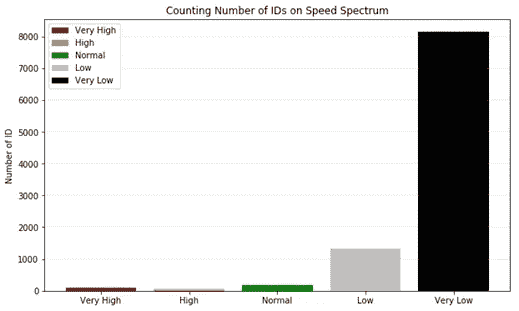 Counting Number of IDs on Speed Spectrum
Very High
High
Normal
Low
Very Low
Number of ID
8000
7000
6000
5000
4000
3000
2000
1000
0
Very High High Normal Low Very Low